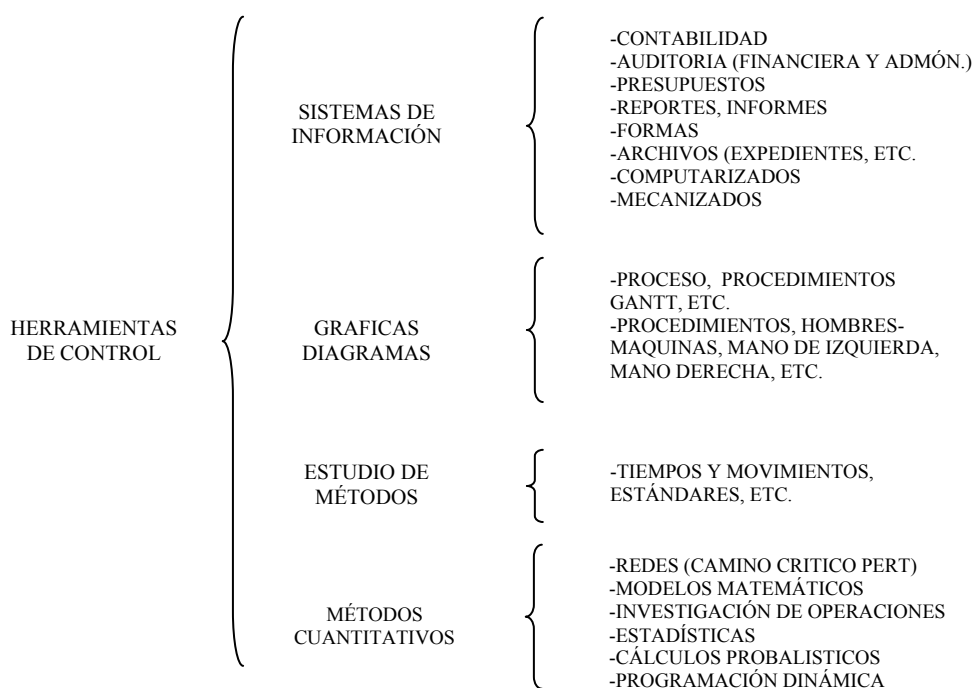 HERRAMIENTAS
DE CONTROL
SISTEMAS DE
INFORMACIÓN
-CONTABILIDAD
-AUDITORIA (FINANCIERA Y ADMÓN.)
-PRESUPUESTOS
-REPORTES, INFORMES
-FORMAS
-ARCHIVOS (EXPEDIENTES, ETC.
-COMPUTARIZADOS
-MECANIZADOS
GRAFICAS
DIAGRAMAS
-PROCESO, PROCEDIMIENTOS
GANTT, ETC.
-PROCEDIMIENTOS, HOMBRES-
MAQUINAS, MANO DE IZQUIERDA,
MANO DERECHA, ETC.
ESTUDIO DE
MÉTODOS
-TIEMPOS Y MOVIMIENTOS,
ESTÁNDARES, ETC.
MÉTODOS
CUANTITATIVOS
-REDES (CAMINO CRITICO PERT)
-MODELOS MATEMÁTICOS
-INVESTIGACIÓN DE OPERACIONES
-ESTADÍSTICAS
-CÁLCULOS PROBALISTICOS
-PROGRAMACIÓN DINÁMICA